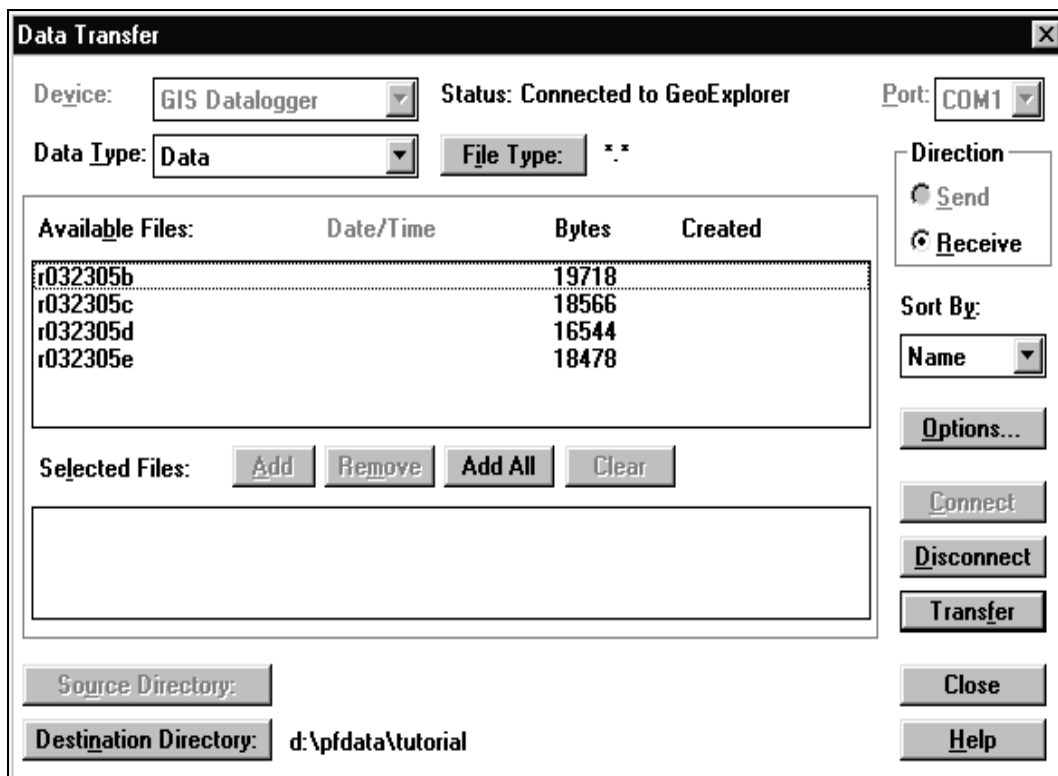 Data Transfer
Device: GIS Datalogger Status: Connected to GeoExplorer Port: COM1
Data Type: Data File Type: *.* Direction
Send
Receive
Available Files: Date/Time Bytes Created
r032305b 19718
r032305c 18566
r032305d 16544
r032305e 18478
Sort By:
Name
Options...
Selected Files: Add Remove Add All Clear
Connect
Disconnect
Transfer
Source Directory: Close
Destination Directory: d:\pfdata\tutorial Help